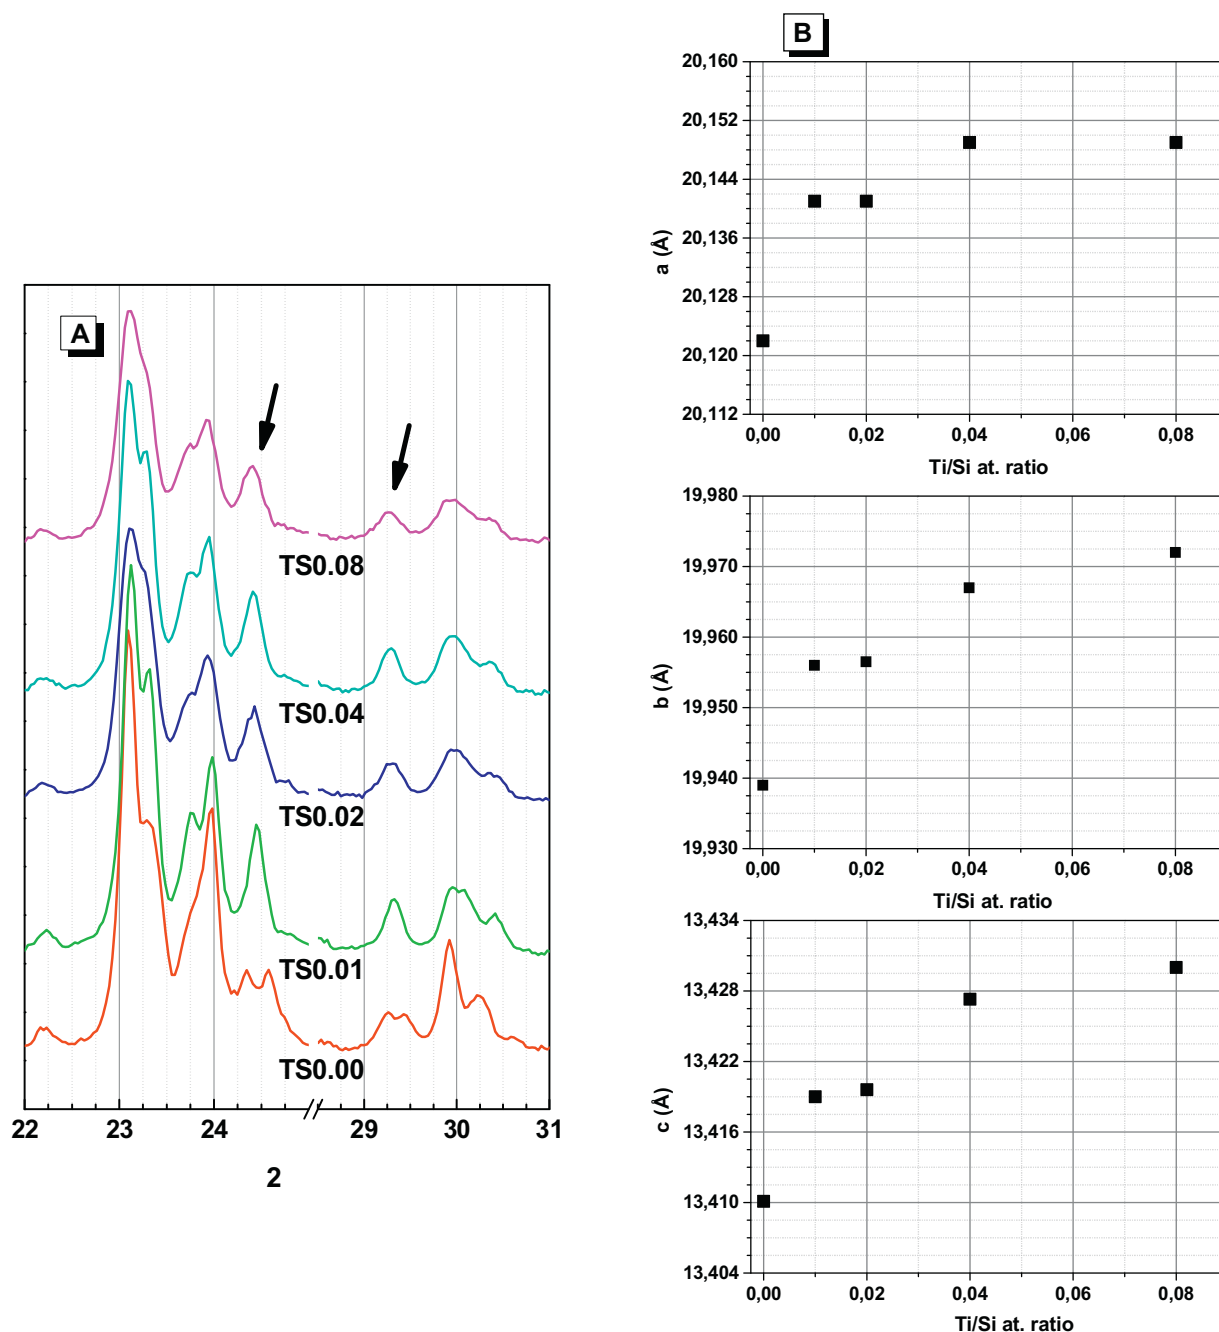 A
TS0.08
TS0.04
TS0.02
TS0.01
TS0.00
22 23 24 29 30 31
2
B
20,160
20,152
20,144
20,136
20,128
20,120
20,112
a (Å)
0,00 0,02 0,04 0,06 0,08
Ti/Si at. ratio
19,980
19,970
19,960
19,950
19,940
19,930
b (Å)
0,00 0,02 0,04 0,06 0,08
Ti/Si at. ratio
13,434
13,428
13,422
13,416
13,410
13,404
c (Å)
0,00 0,02 0,04 0,06 0,08
Ti/Si at. ratio